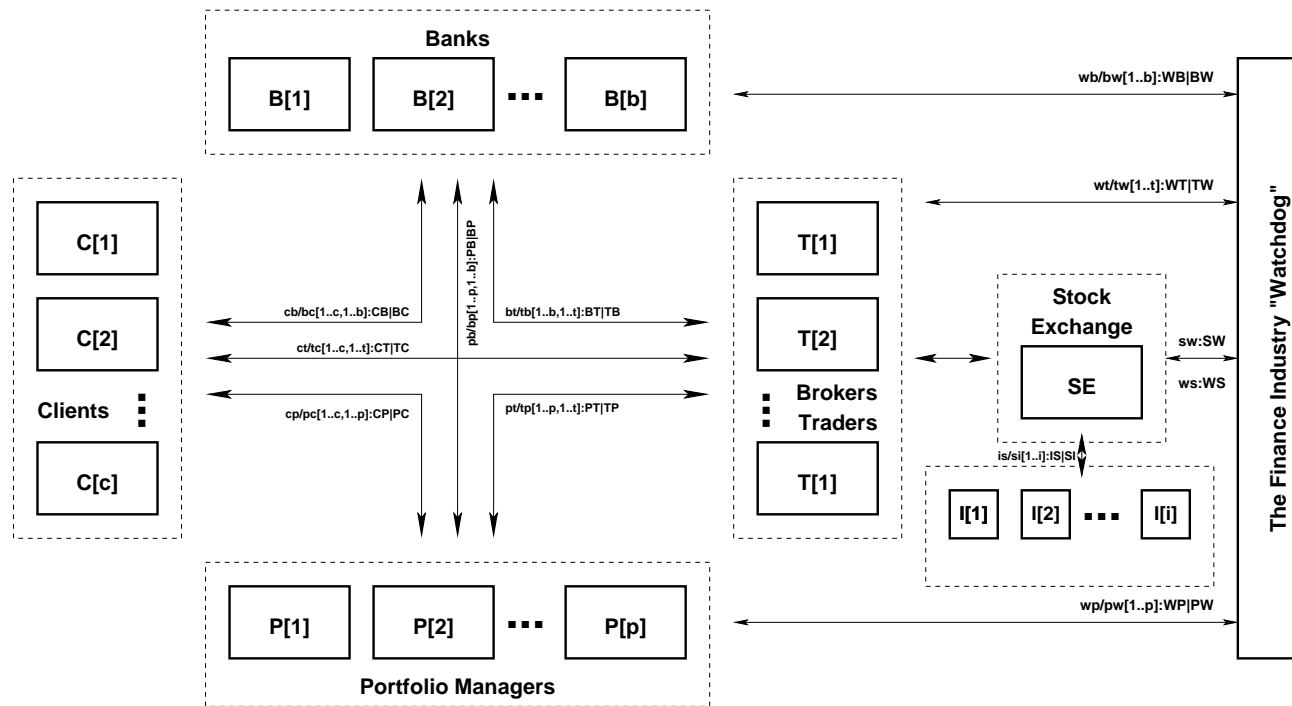 Banks
B[1] B[2] B[b]
wb/bw[1..b]:WB|BW
wt/tw[1..t]:WT|TW
C[1]
C[2]
Clients
C[c]
pb/bp[1..p,1..b]:PB|BP
cb/bc[1..c,1..b]:CB|BC
bt/tb[1..b,1..t]:BT|TB
ct/tc[1..c,1..t]:CT|TC
cp/pc[1..c,1..p]:CP|PC
pt/tp[1..p,1..t]:PT|TP
T[1]
T[2]
Brokers
Traders
T[1]
Stock
Exchange
SE
sw:SW
ws:WS
is/si[1..i]:IS|SI
I[1] I[2] I[i]
The Finance Industry "Watchdog"
wp/pw[1..p]:WP|PW
P[1] P[2] P[p]
Portfolio Managers